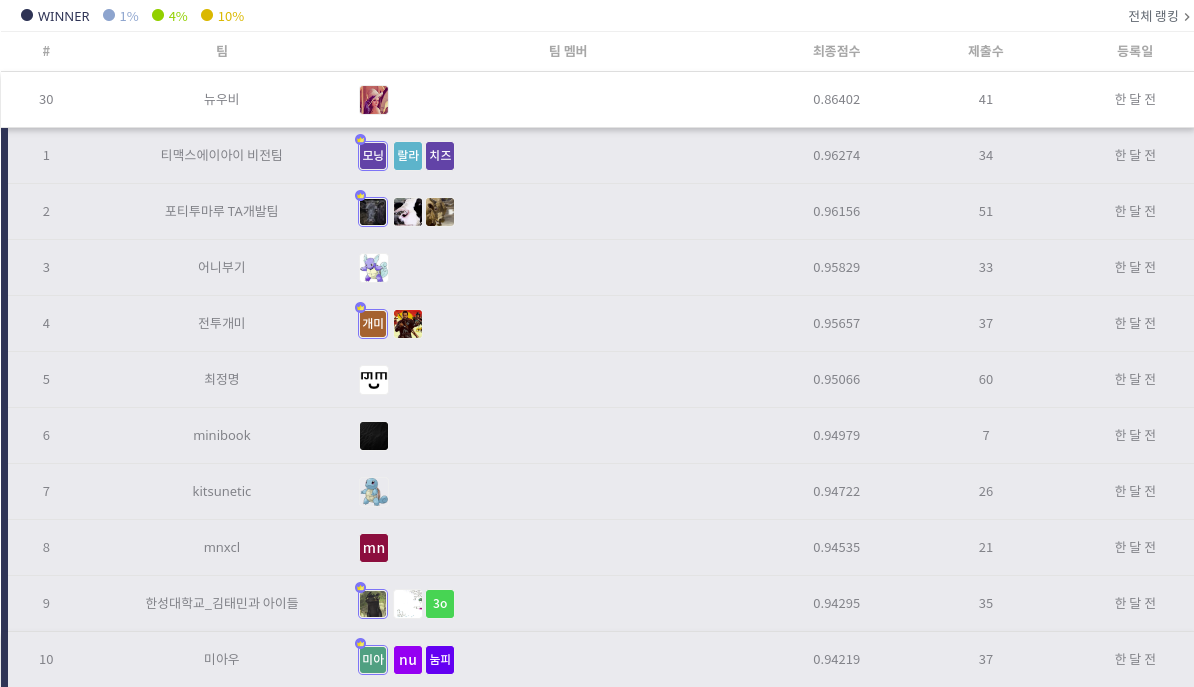 WINNER 1% 4% 10% 전체 랭킹 >
# 팀 팀 멤버 최종점수 제출수 등록일
30 뉴우비 0.86402 41 한 달 전
1 티맥스에이아이 비전팀 모닝 랄라 치즈 0.96274 34 한 달 전
2 포티투마루 TA개발팀 0.96156 51 한 달 전
3 어니부기 0.95829 33 한 달 전
4 전투개미 개미 0.95657 37 한 달 전
5 최정명 0.95066 60 한 달 전
6 minibook 0.94979 7 한 달 전
7 kitsunetic 0.94722 26 한 달 전
8 mnxcl mn 0.94535 21 한 달 전
9 한성대학교_김태민과 아이들 3o 0.94295 35 한 달 전
10 미아우 미아 nu 눔피 0.94219 37 한 달 전